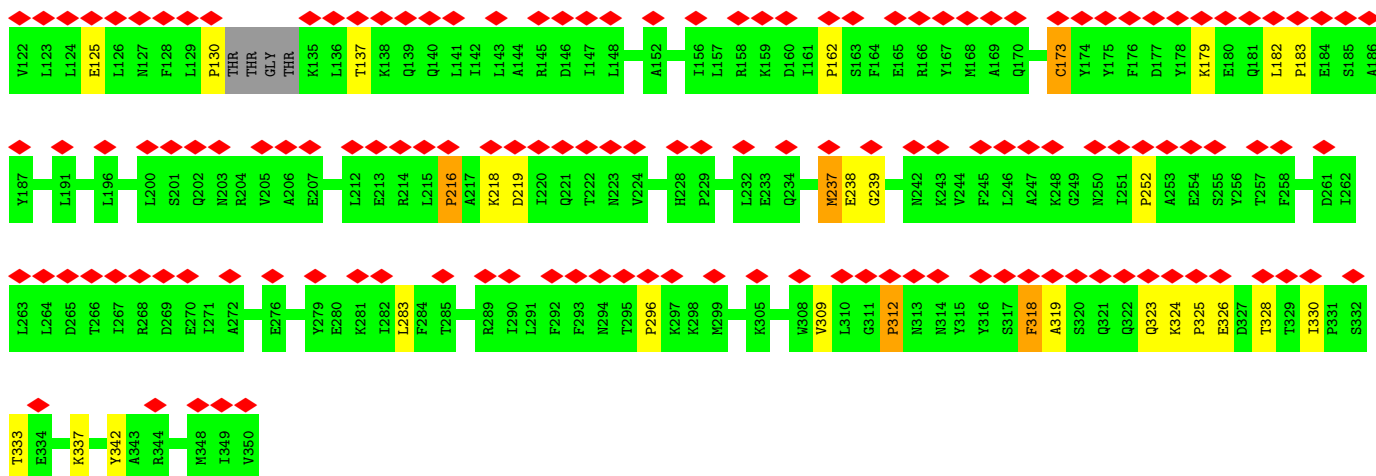 V122 L123 L124 E125 L126 N127 F128 L129 P130 THR THR GLY THR K135 L136 T137 K138 Q139 Q140 L141 I142 L143 A144 R145 D146 I147 L148 A152 I156 L157 R158 K159 D160 I161 P162 S163 F164 E165 R166 Y167 M168 A169 Q170 C173 Y174 Y175 F176 D177 Y178 K179 E180 Q181 L182 P183 E184 S185 A186
Y187 L191 L196 L200 S201 Q202 N203 R204 V205 A206 E207 L212 E213 R214 L215 P216 A217 K218 D219 I220 Q221 T222 N223 V224 H228 P229 L232 E233 Q234 M237 E238 G239 N242 K243 V244 F245 L246 A247 K248 G249 N250 I251 P252 A253 E254 S255 Y256 T257 F258 D261 I262
L263 L264 D265 T266 I267 R268 D269 E270 I271 A272 E276 Y279 E280 K281 I282 L283 F284 T285 R289 I290 L291 F292 F293 N294 T295 P296 K297 K298 M299 K305 W308 V309 L310 G311 P312 N313 N314 Y315 Y316 S317 F318 A319 S320 Q321 Q322 Q323 K324 P325 E326 D327 T328 T329 I330 P331 S332
T333 E334 K337 Y342 A343 R344 M348 I349 V350